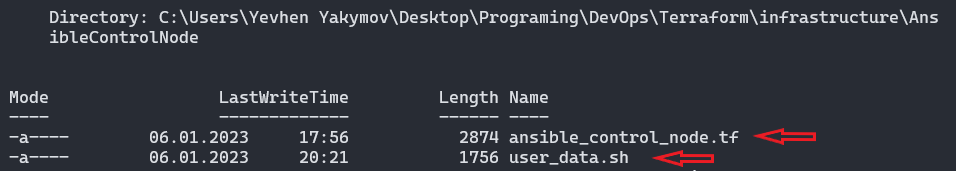 Directory: C:\Users\Yevhen Yakymov\Desktop\Programing\DevOps\Terraform\infrastructure\Ans
ibleControlNode
Mode LastWriteTime Length Name
---- ------------- ------ ----
-a---- 06.01.2023 17:56 2874 ansible_control_node.tf
-a---- 06.01.2023 20:21 1756 user_data.sh